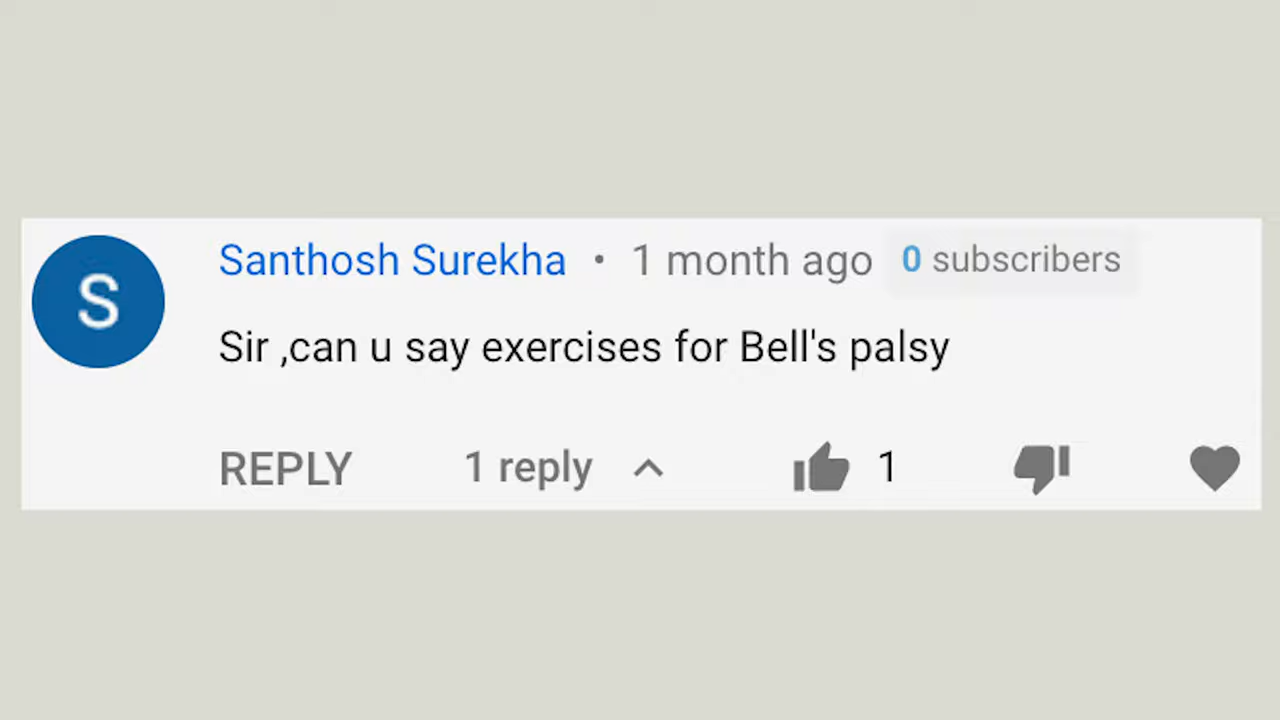 S
Santhosh Surekha • 1 month ago 0 subscribers
Sir ,can u say exercises for Bell's palsy
REPLY 1 reply 1